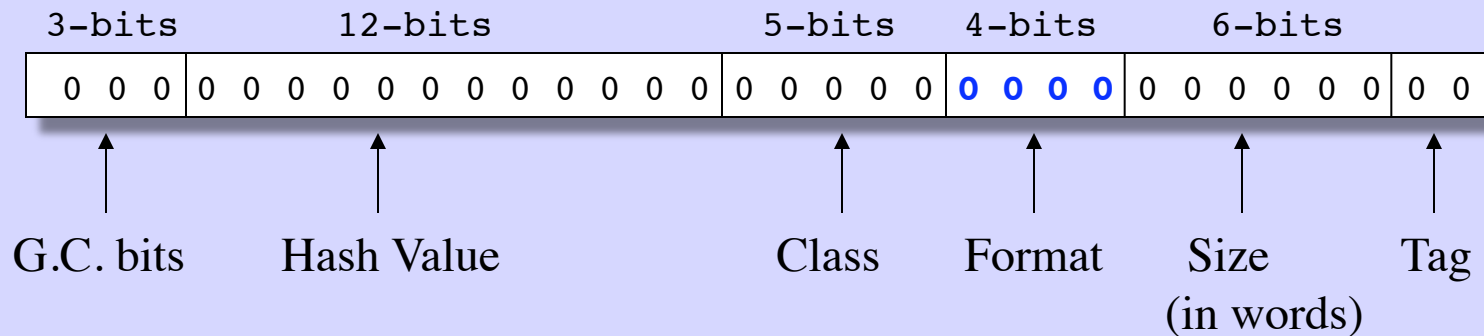 3-bits 12-bits 5-bits 4-bits 6-bits
0 0 0 0 0 0 0 0 0 0 0 0 0 0 0 0 0 0 0 0 0 0 0 0 0 0 0 0 0 0 0 0
G.C. bits Hash Value Class Format Size Tag
(in words)